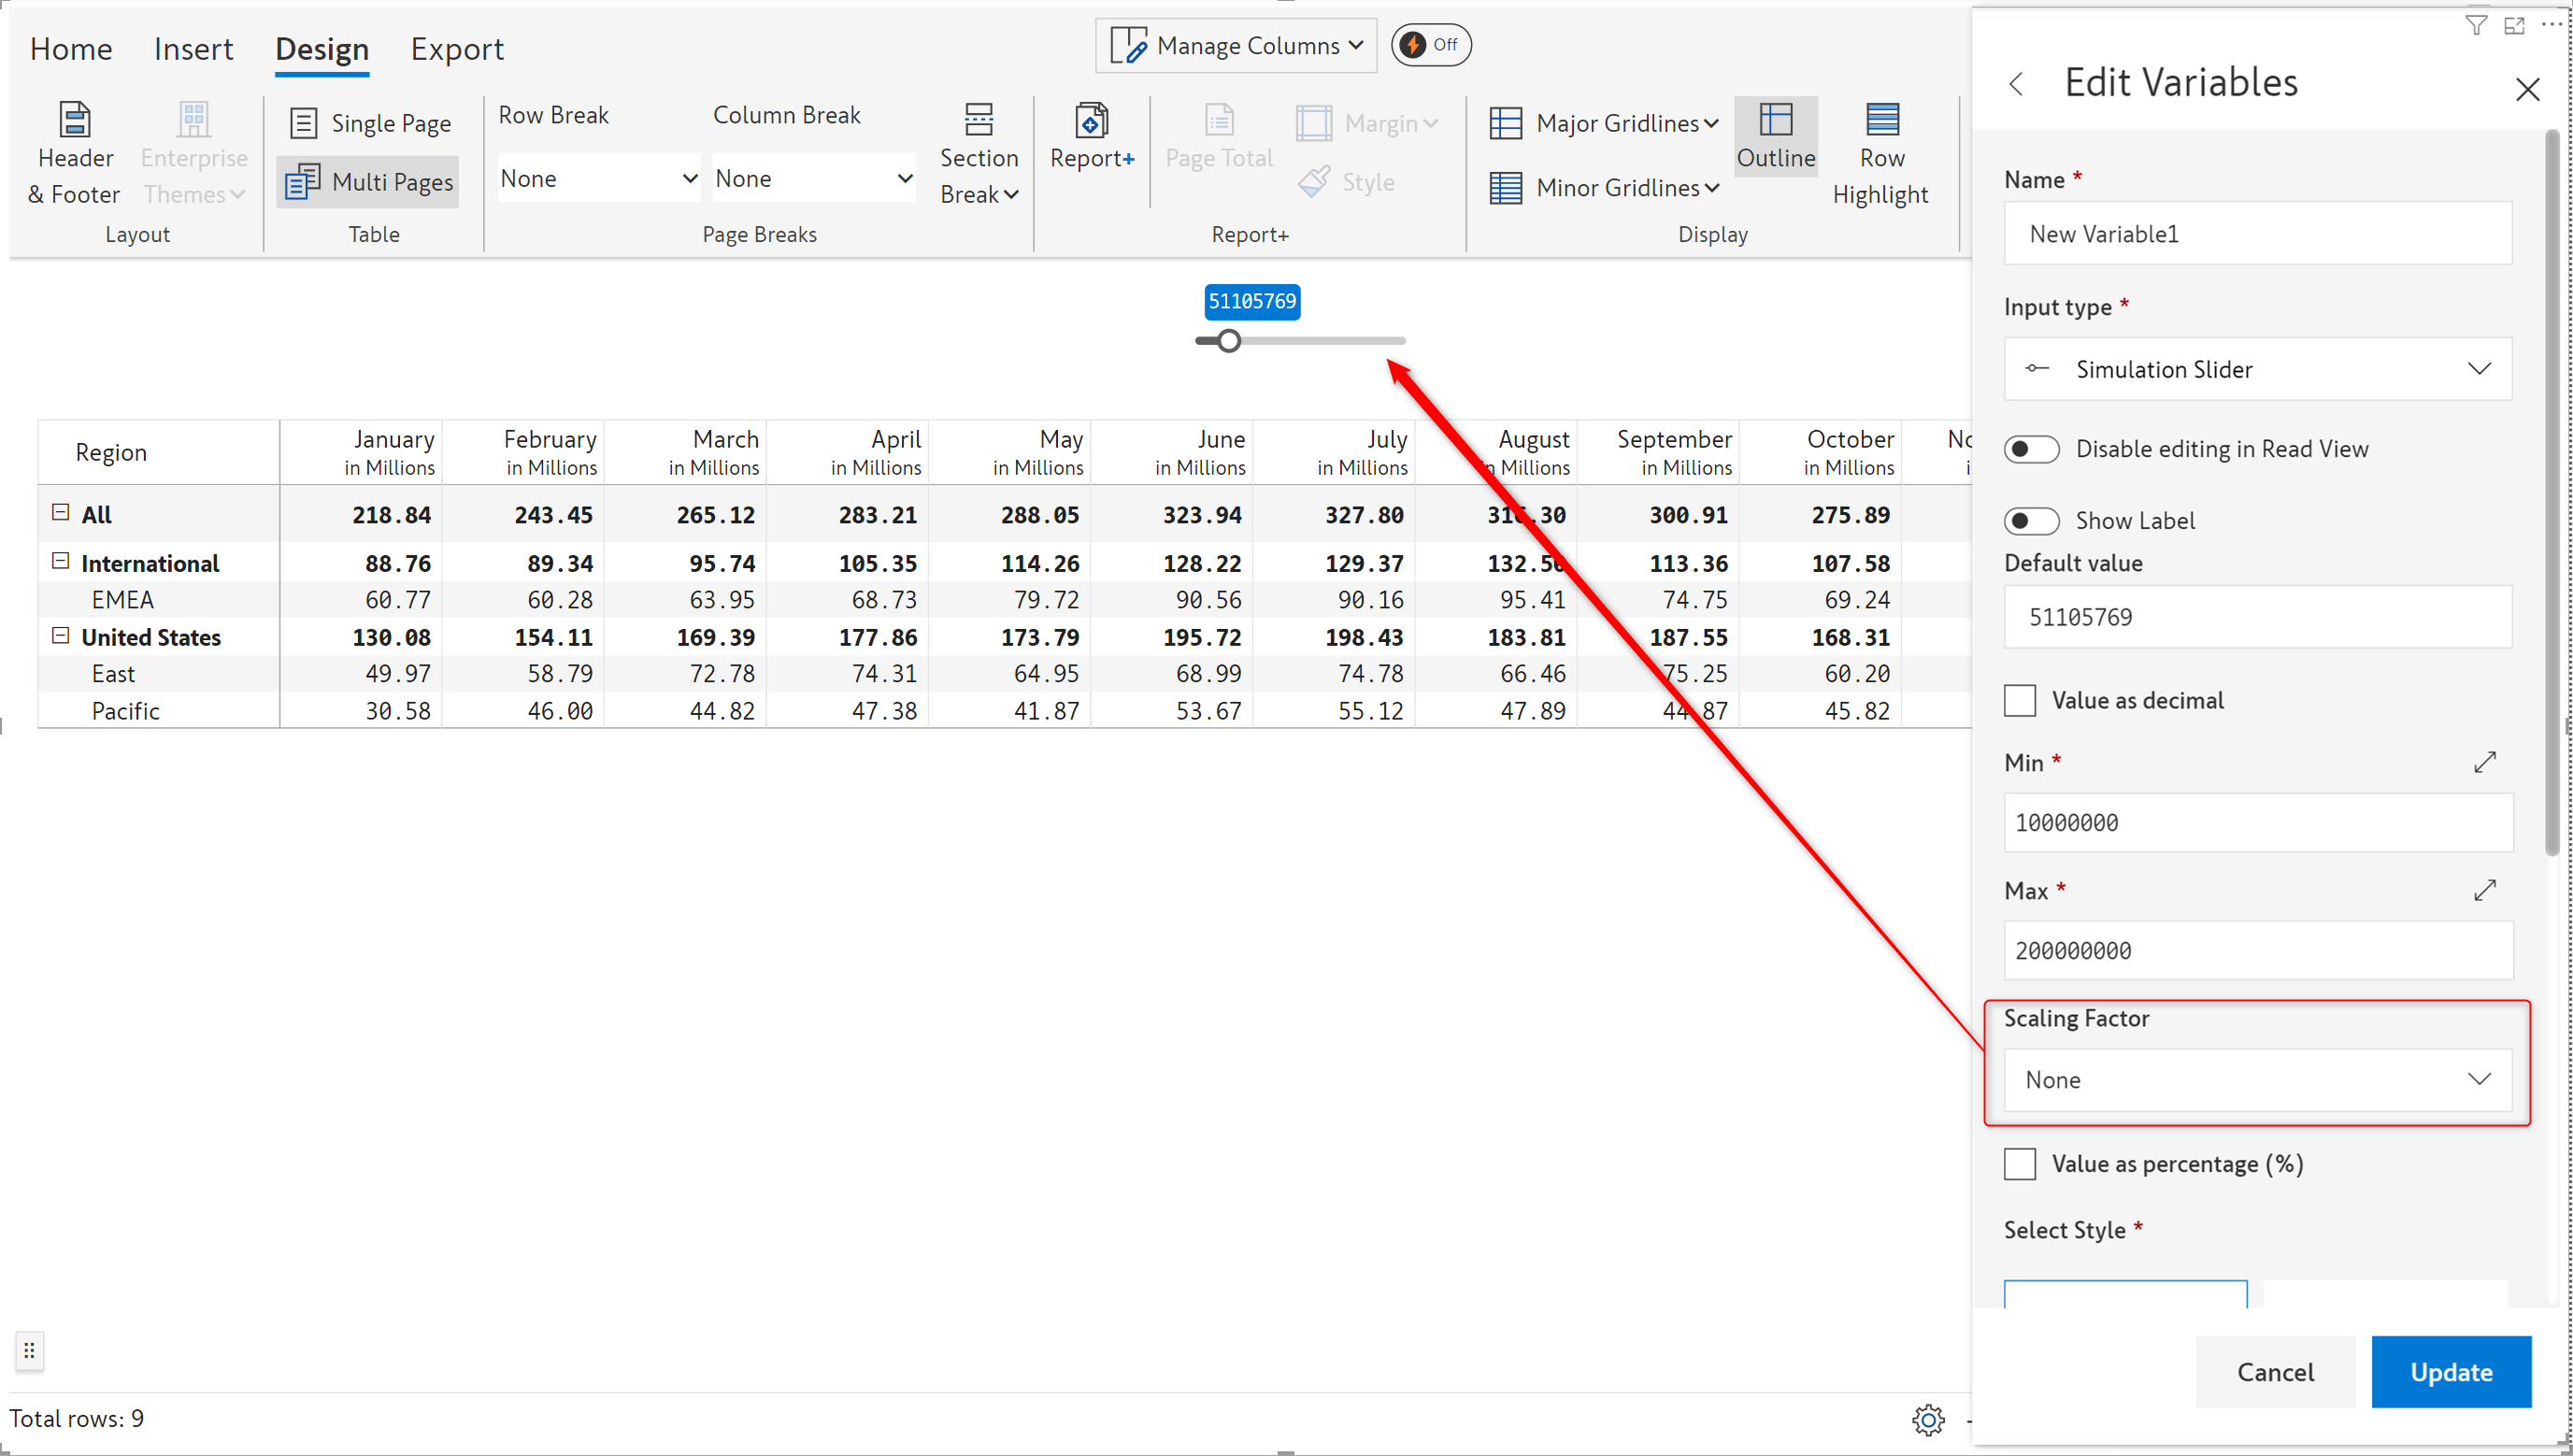 Home Insert Design Export
Manage Columns
Off
Header
& Footer
Enterprise
Themes
Layout
Single Page
Multi Pages
Table
Row Break
None
Column Break
None
Section
Break
Page Breaks
Report+
Page Total
Margin
Style
Report+
Major Gridlines
Minor Gridlines
Outline
Row
Highlight
Display
51105769
Region January February March April May June July August September October No
in Millions in Millions in Millions in Millions in Millions in Millions in Millions in Millions in Millions in Millions i
All 218.84 243.45 265.12 283.21 288.05 323.94 327.80 300.91 275.89
International 88.76 89.34 95.74 105.35 114.26 128.22 129.37 113.36 107.58
EMEA 60.77 60.28 63.95 68.73 79.72 90.56 90.16 95.41 74.75 69.24
United States 130.08 154.11 169.39 177.86 173.79 195.72 198.43 183.81 187.55 168.31
East 49.97 58.79 72.78 74.31 64.95 68.99 74.78 66.46 75.25 60.20
Pacific 30.58 46.00 44.82 47.38 41.87 53.67 55.12 47.89 44.87 45.82
Total rows: 9
Edit Variables
Name *
New Variable1
Input type *
Simulation Slider
Disable editing in Read View
Show Label
Default value
51105769
Value as decimal
Min *
10000000
Max *
200000000
Scaling Factor
None
Value as percentage (%)
Select Style *
Cancel
Update